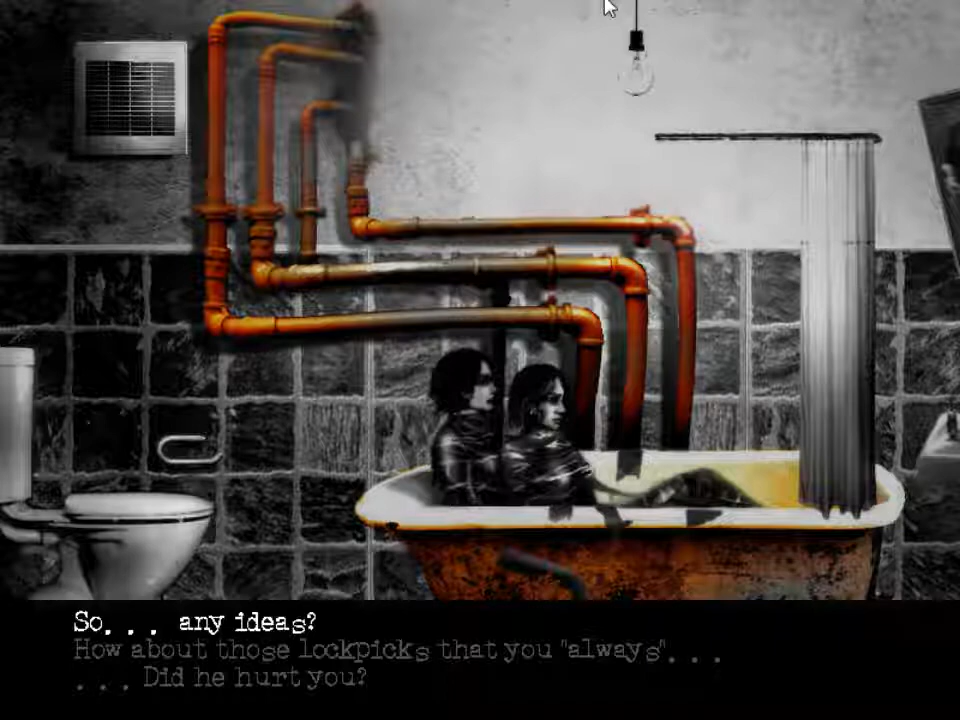 So. . . any ideas?
How about those lockpicks that you "always". . .
. . . Did he hurt you?